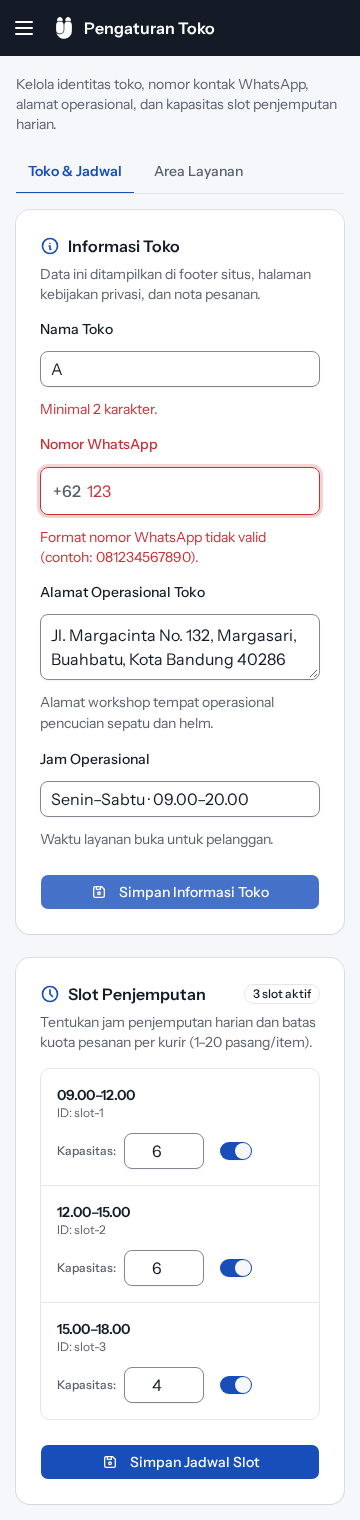 Pengaturan Toko
Kelola identitas toko, nomor kontak WhatsApp,
alamat operasional, dan kapasitas slot penjemputan
harian.
Toko & Jadwal
Area Layanan
Informasi Toko
Data ini ditampilkan di footer situs, halaman
kebijakan privasi, dan nota pesanan.
Nama Toko
A
Minimal 2 karakter.
Nomor WhatsApp
+62 123
Format nomor WhatsApp tidak valid
(contoh: 081234567890).
Alamat Operasional Toko
Jl. Margacinta No. 132, Margasari,
Buahbatu, Kota Bandung 40286
Alamat workshop tempat operasional
pencucian sepatu dan helm.
Jam Operasional
Senin–Sabtu · 09.00–20.00
Waktu layanan buka untuk pelanggan.
Simpan Informasi Toko
Slot Penjemputan
3 slot aktif
Tentukan jam penjemputan harian dan batas
kuota pesanan per kurir (1–20 pasang/item).
09.00–12.00
ID: slot-1
Kapasitas: 6
12.00–15.00
ID: slot-2
Kapasitas: 6
15.00–18.00
ID: slot-3
Kapasitas: 4
Simpan Jadwal Slot